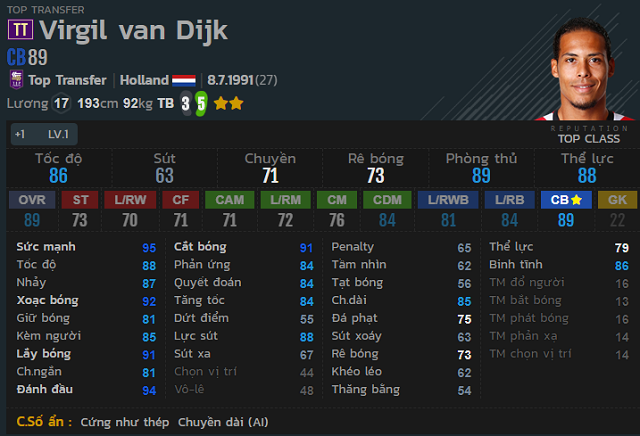 TOP TRANSFER
TT Virgil van Dijk
CB 89
Top Transfer Holland 8.7.1991 (27)
Lương 17 193cm 92kg TB 3 5
REPUTATION
TOP CLASS
+1 LV.1
Tốc độ Sút Chuyền Rê bóng Phòng thủ Thể lực
86 63 71 73 89 88
OVR ST L/RW CF CAM L/RM CM CDM L/RWB L/RB CB GK
89 73 70 71 71 72 76 84 81 84 89 22
Sức mạnh 95 Cắt bóng 91 Penalty 65 Thể lực 79
Tốc độ 88 Phản ứng 84 Tầm nhìn 62 Bình tĩnh 86
Nhảy 87 Quyết đoán 84 Tạt bóng 56 TM đổ người 16
Xoạc bóng 92 Tăng tốc 84 Ch.dài 85 TM bắt bóng 13
Giữ bóng 81 Dứt điểm 55 Đá phạt 75 TM phát bóng 16
Kèm người 85 Lực sút 88 Sút xoáy 63 TM phản xạ 14
Lấy bóng 91 Sút xa 67 Rê bóng 73 TM chọn vị trí 14
Ch.ngắn 81 Chọn vị trí 44 Khéo léo 62
Đánh đầu 94 Vô-lê 48 Thăng bằng 54
C.Số ẩn : Cứng như thép Chuyền dài (AI)